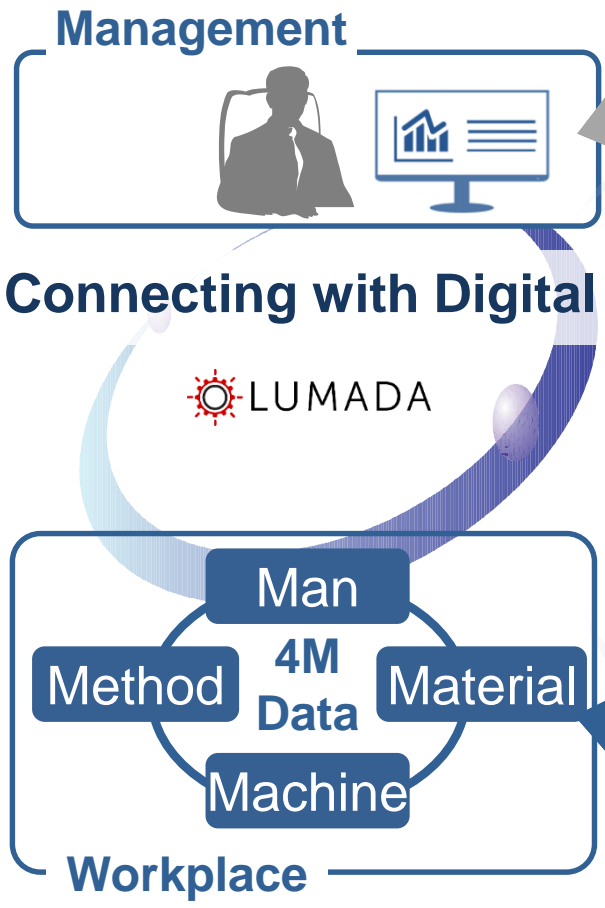 Management
Connecting with Digital
LUMADA
Man
Method
4M
Data
Material
Machine
Workplace